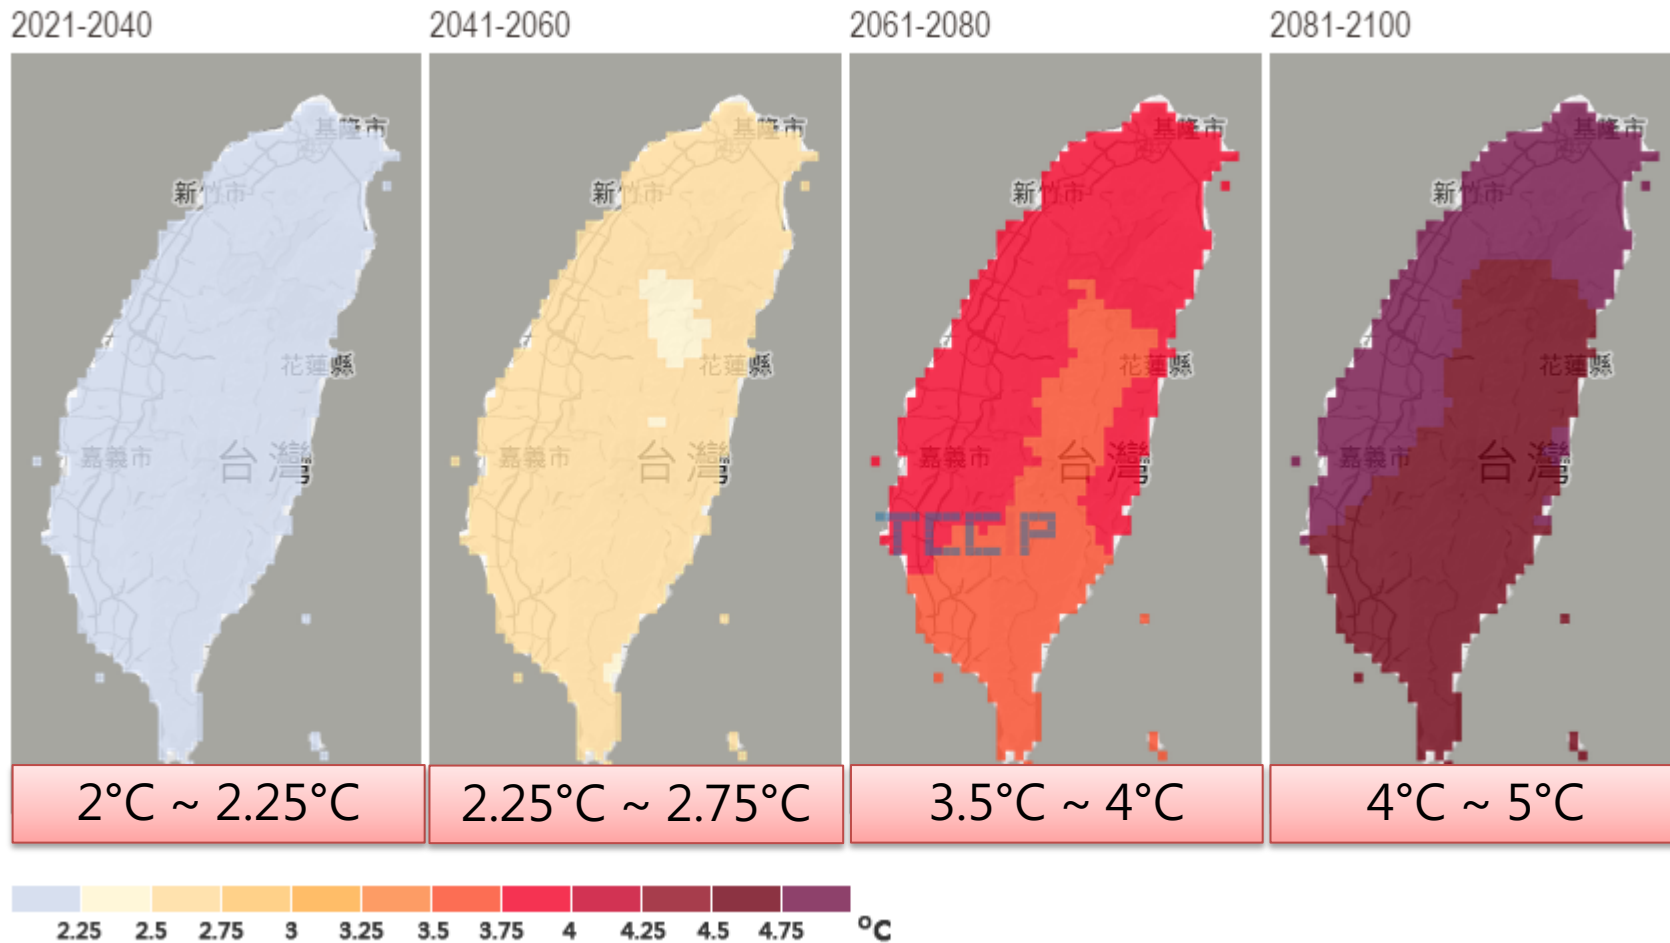 2021-2040
2041-2060
2061-2080
2081-2100
基隆市
新竹市
花蓮縣
嘉義市
台灣
基隆市
新竹市
花蓮縣
嘉義市
台灣
基隆市
新竹市
花蓮縣
嘉義市
台灣
TCCIP
基隆市
新竹市
花蓮縣
嘉義市
台灣
2°C ~ 2.25°C
2.25°C ~ 2.75°C
3.5°C ~ 4°C
4°C ~ 5°C
2.25 2.5 2.75 3 3.25 3.5 3.75 4 4.25 4.5 4.75 °C